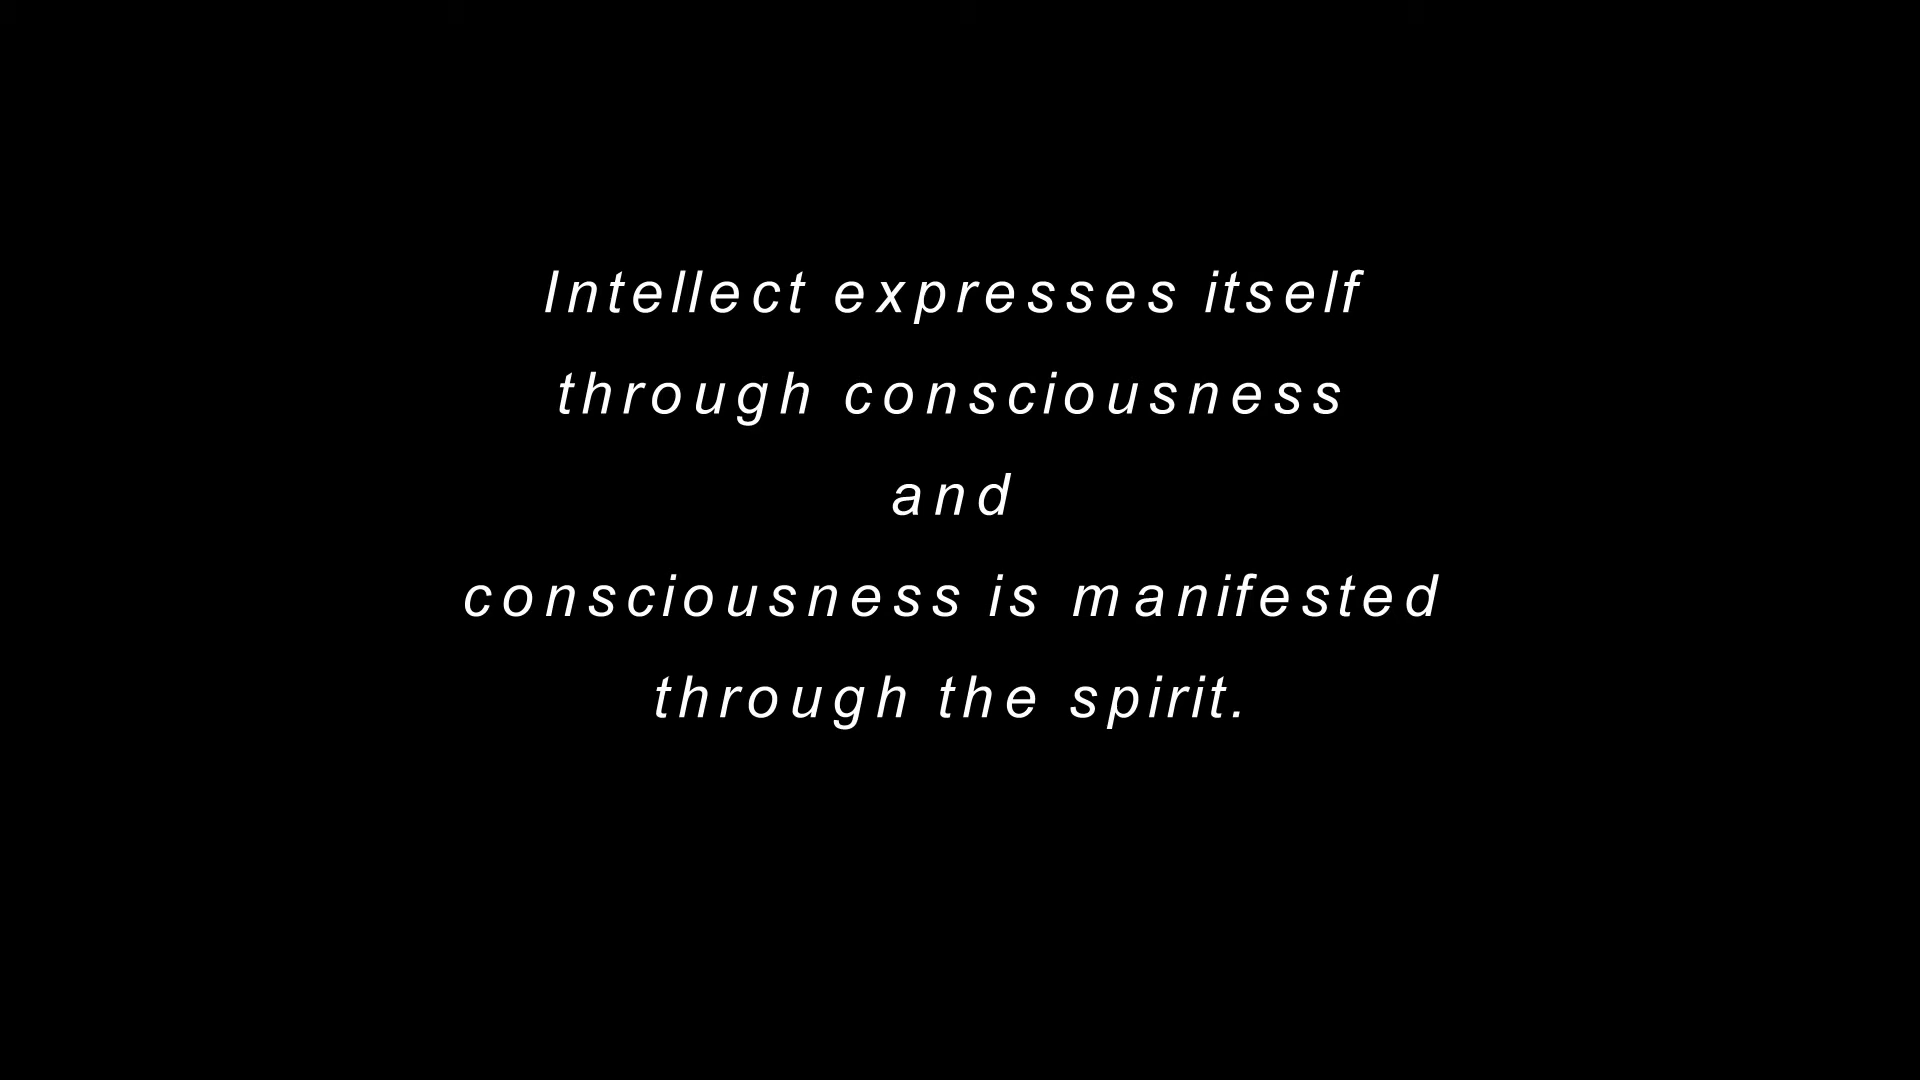 Intellect expresses itself
through consciousness
and
consciousness is manifested
through the spirit.